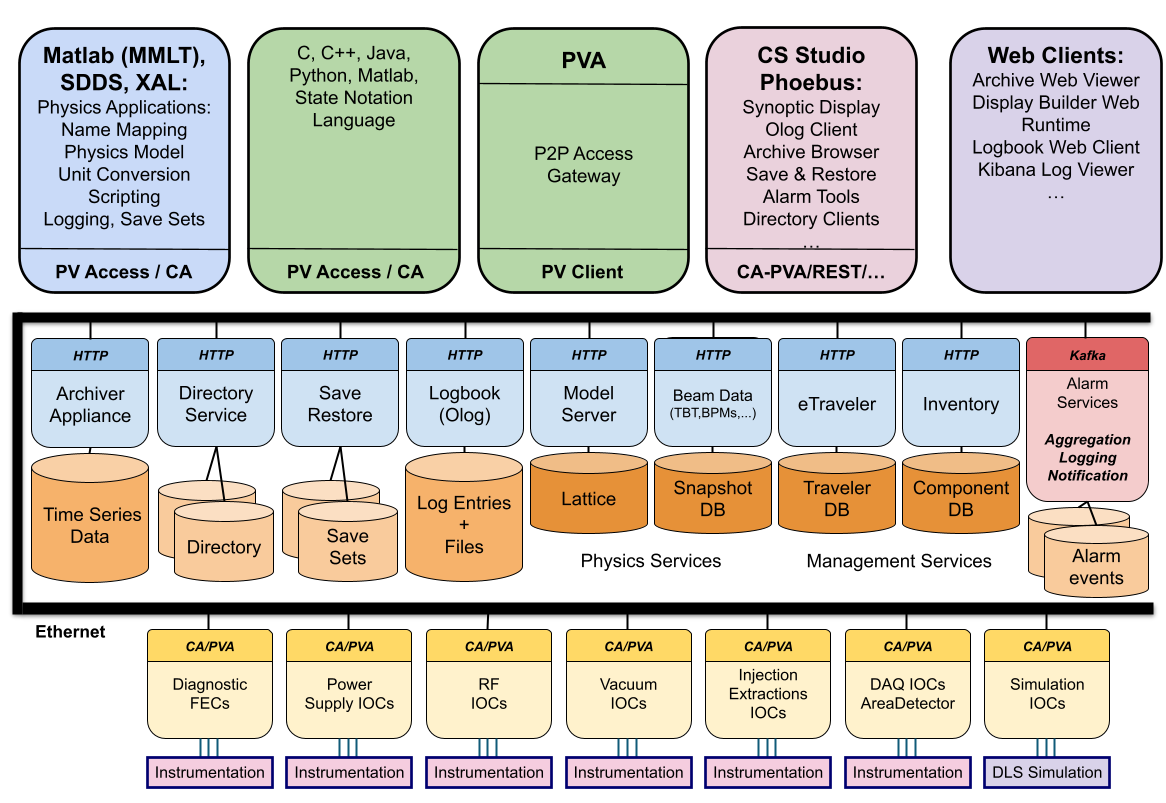 Matlab (MMLT),
SDDS, XAL:
Physics Applications:
Name Mapping
Physics Model
Unit Conversion
Scripting
Logging, Save Sets
PV Access / CA
C, C++, Java,
Python, Matlab,
State Notation
Language
PV Access / CA
PVA
P2P Access
Gateway
PV Client
CS Studio
Phoebus:
Synoptic Display
Olog Client
Archive Browser
Save & Restore
Alarm Tools
Directory Clients
...
CA-PVA/REST/...
Web Clients:
Archive Web Viewer
Display Builder Web
Runtime
Logbook Web Client
Kibana Log Viewer
...
HTTP
Archiver
Appliance
Time Series
Data
HTTP
Directory
Service
Directory
HTTP
Save
Restore
Save
Sets
HTTP
Logbook
(Olog)
Log Entries
+
Files
HTTP
Model
Server
Lattice
HTTP
Beam Data
(TBT,BPMs,...)
Snapshot
DB
Physics Services
HTTP
eTraveler
Traveler
DB
HTTP
Inventory
Component
DB
Management Services
Kafka
Alarm
Services
Aggregation
Logging
Notification
Alarm
events
Ethernet
CA/PVA
Diagnostic
FECs
Instrumentation
CA/PVA
Power
Supply IOCs
Instrumentation
CA/PVA
RF
IOCs
Instrumentation
CA/PVA
Vacuum
IOCs
Instrumentation
CA/PVA
Injection
Extractions
IOCs
Instrumentation
CA/PVA
DAQ IOCs
AreaDetector
Instrumentation
CA/PVA
Simulation
IOCs
DLS Simulation